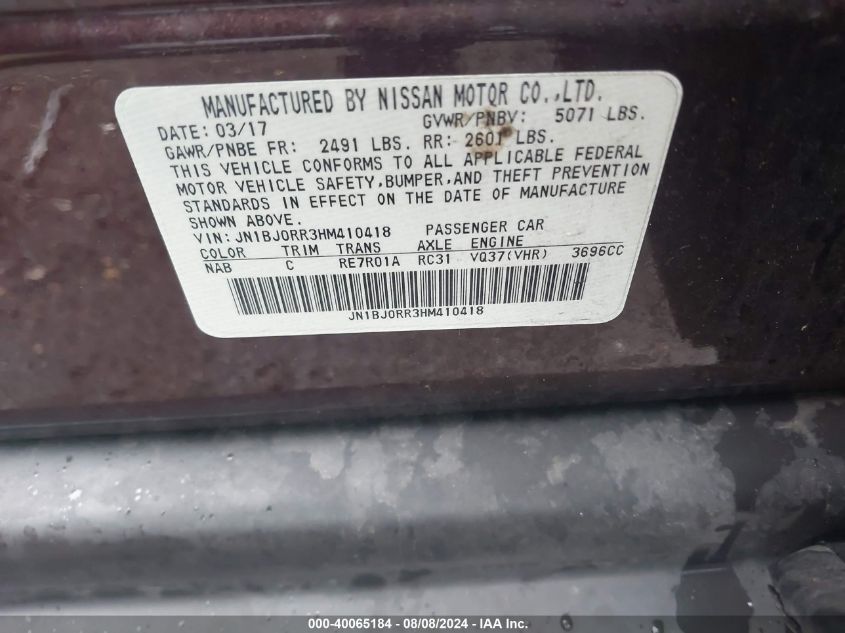 MANUFACTURED BY NISSAN MOTOR CO.,LTD.
DATE: 03/17 GVWR/PNBV: 5071 LBS.
GAWR/PNBE FR: 2491 LBS. RR: 2601 LBS.
THIS VEHICLE CONFORMS TO ALL APPLICABLE FEDERAL
MOTOR VEHICLE SAFETY,BUMPER,AND THEFT PREVENTION
STANDARDS IN EFFECT ON THE DATE OF MANUFACTURE
SHOWN ABOVE.
VIN: JN1BJ0RR3HM410418 PASSENGER CAR
COLOR TRIM TRANS AXLE ENGINE
NAB C RE7R01A RC31 VQ37(VHR) 3696CC
JN1BJ0RR3HM410418
000-40065184 - 08/08/2024 - IAAI.COM.